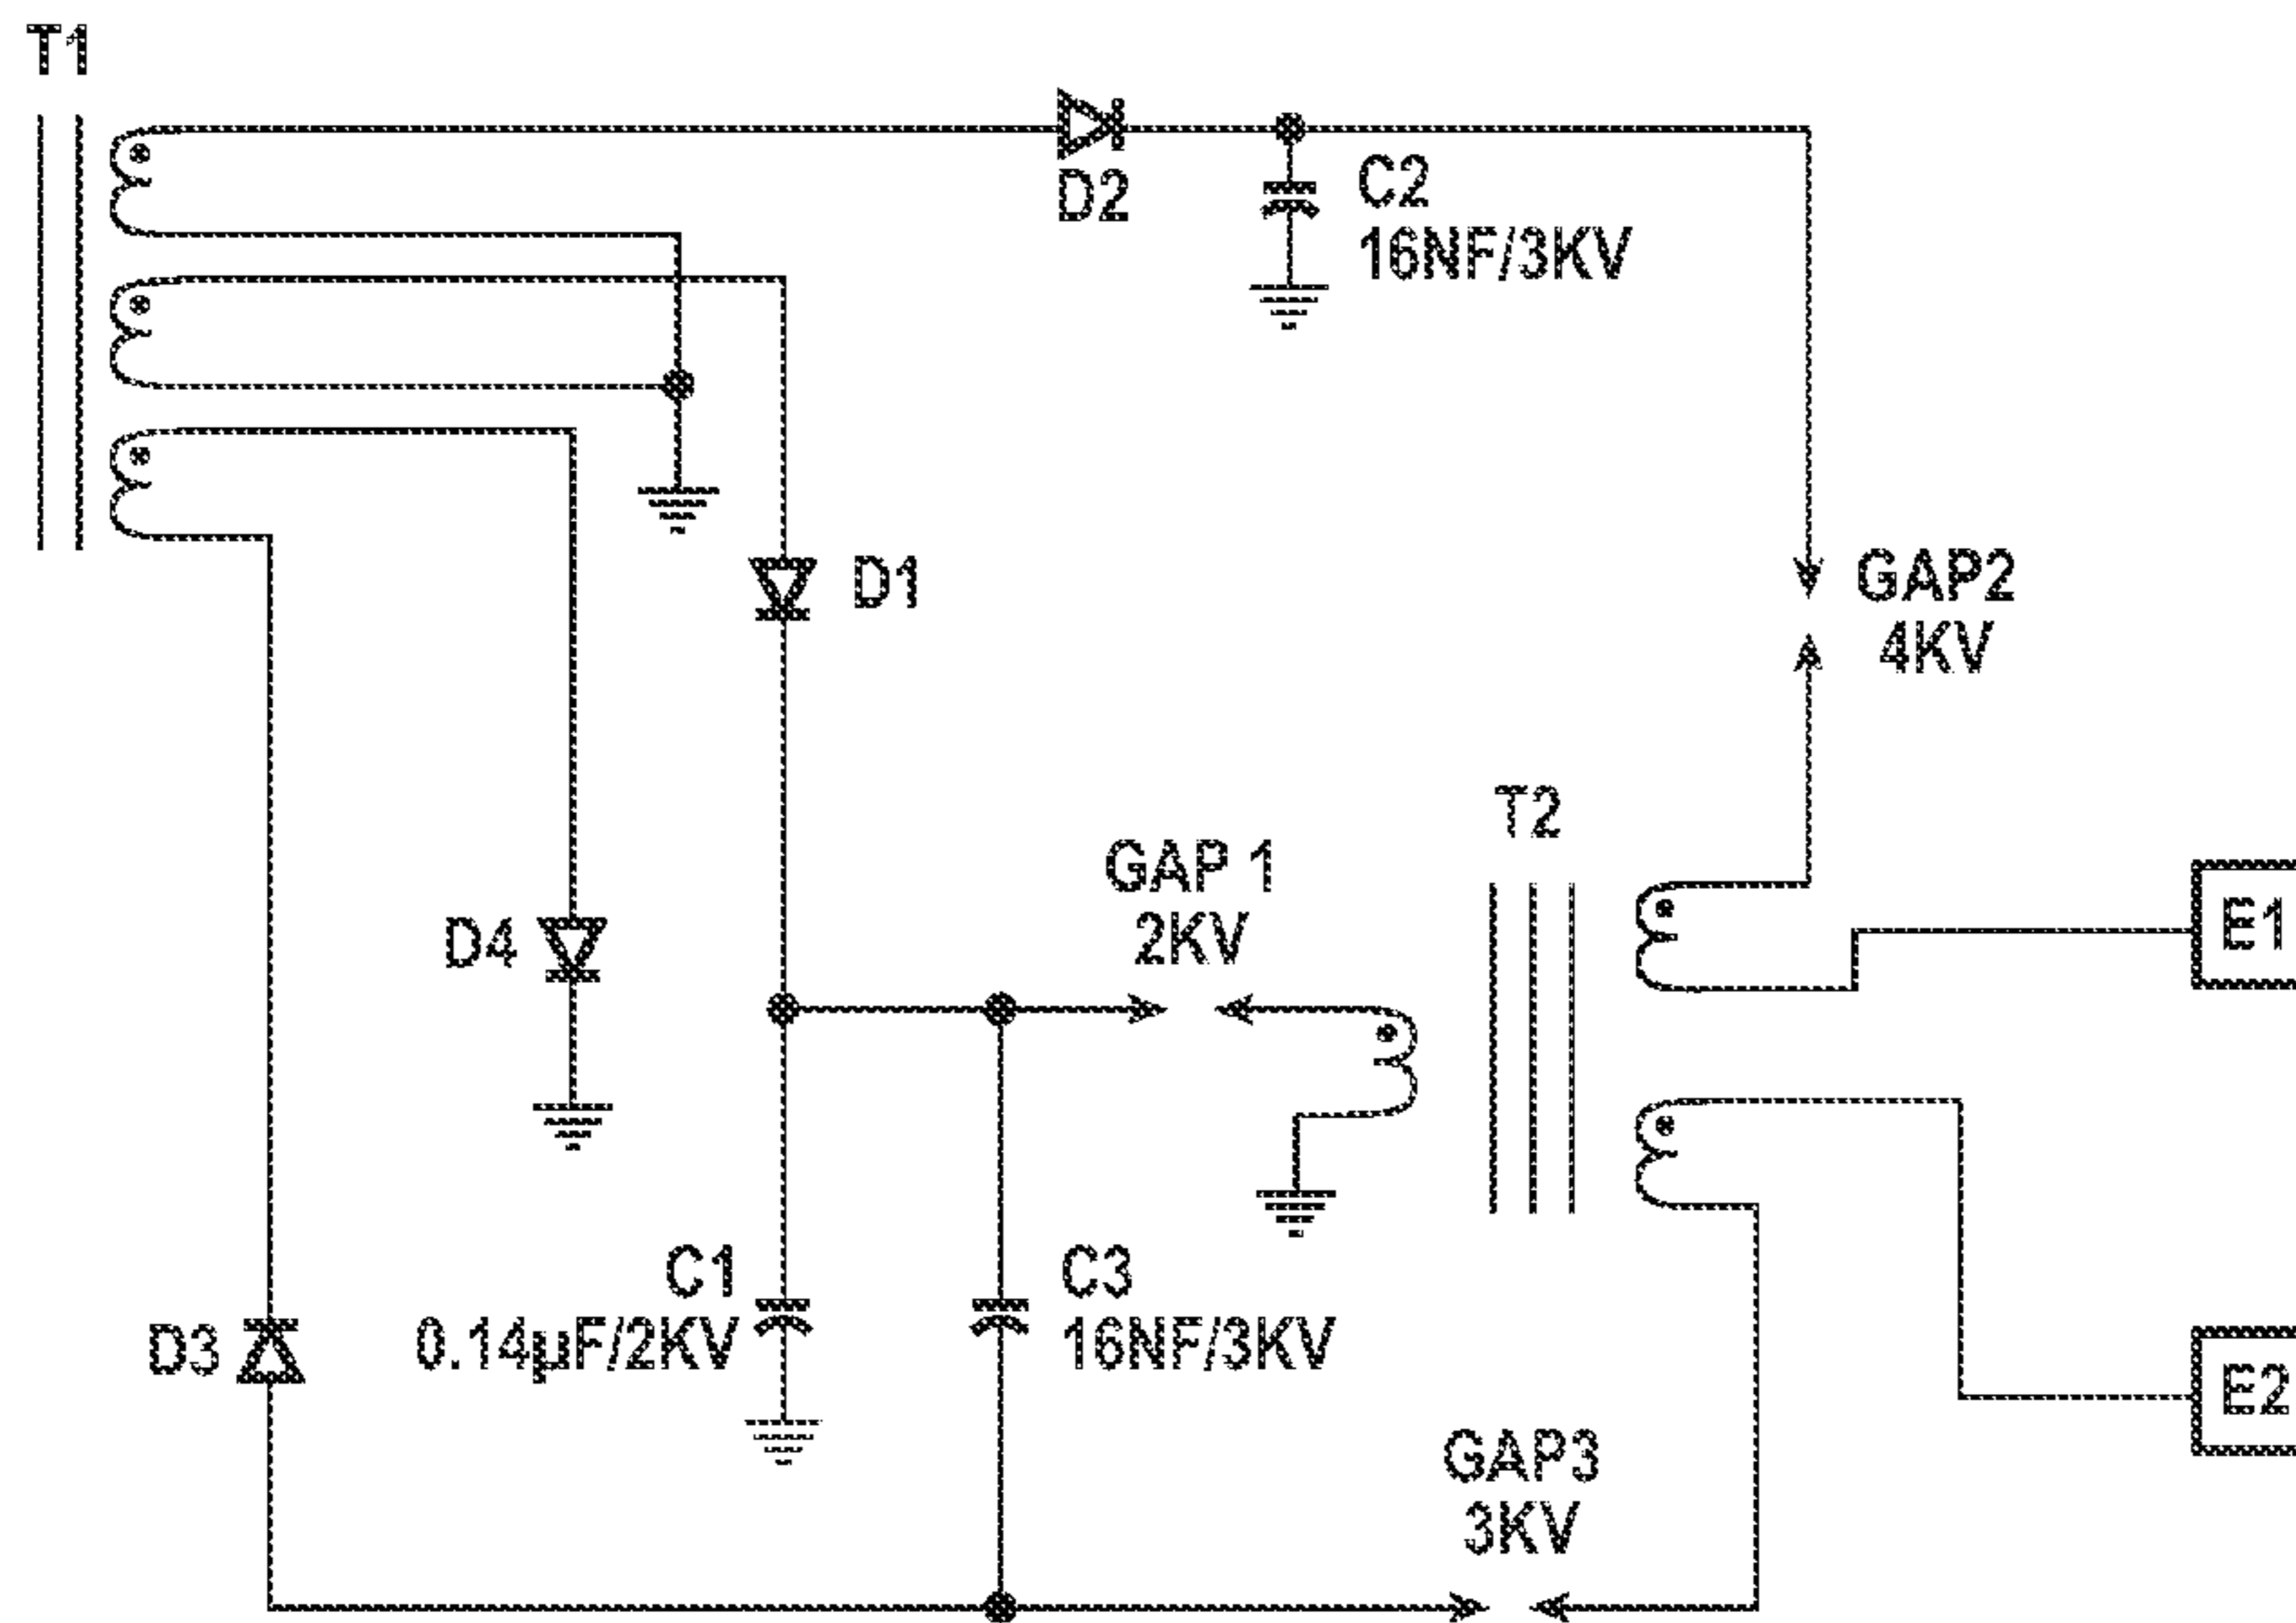 T1
D2
C2
16NF/3KV
D1
GAP2
4KV
T2
GAP 1
2KV
E1
D4
C1
0.14µF/2KV
C3
16NF/3KV
D3
E2
GAP3
3KV